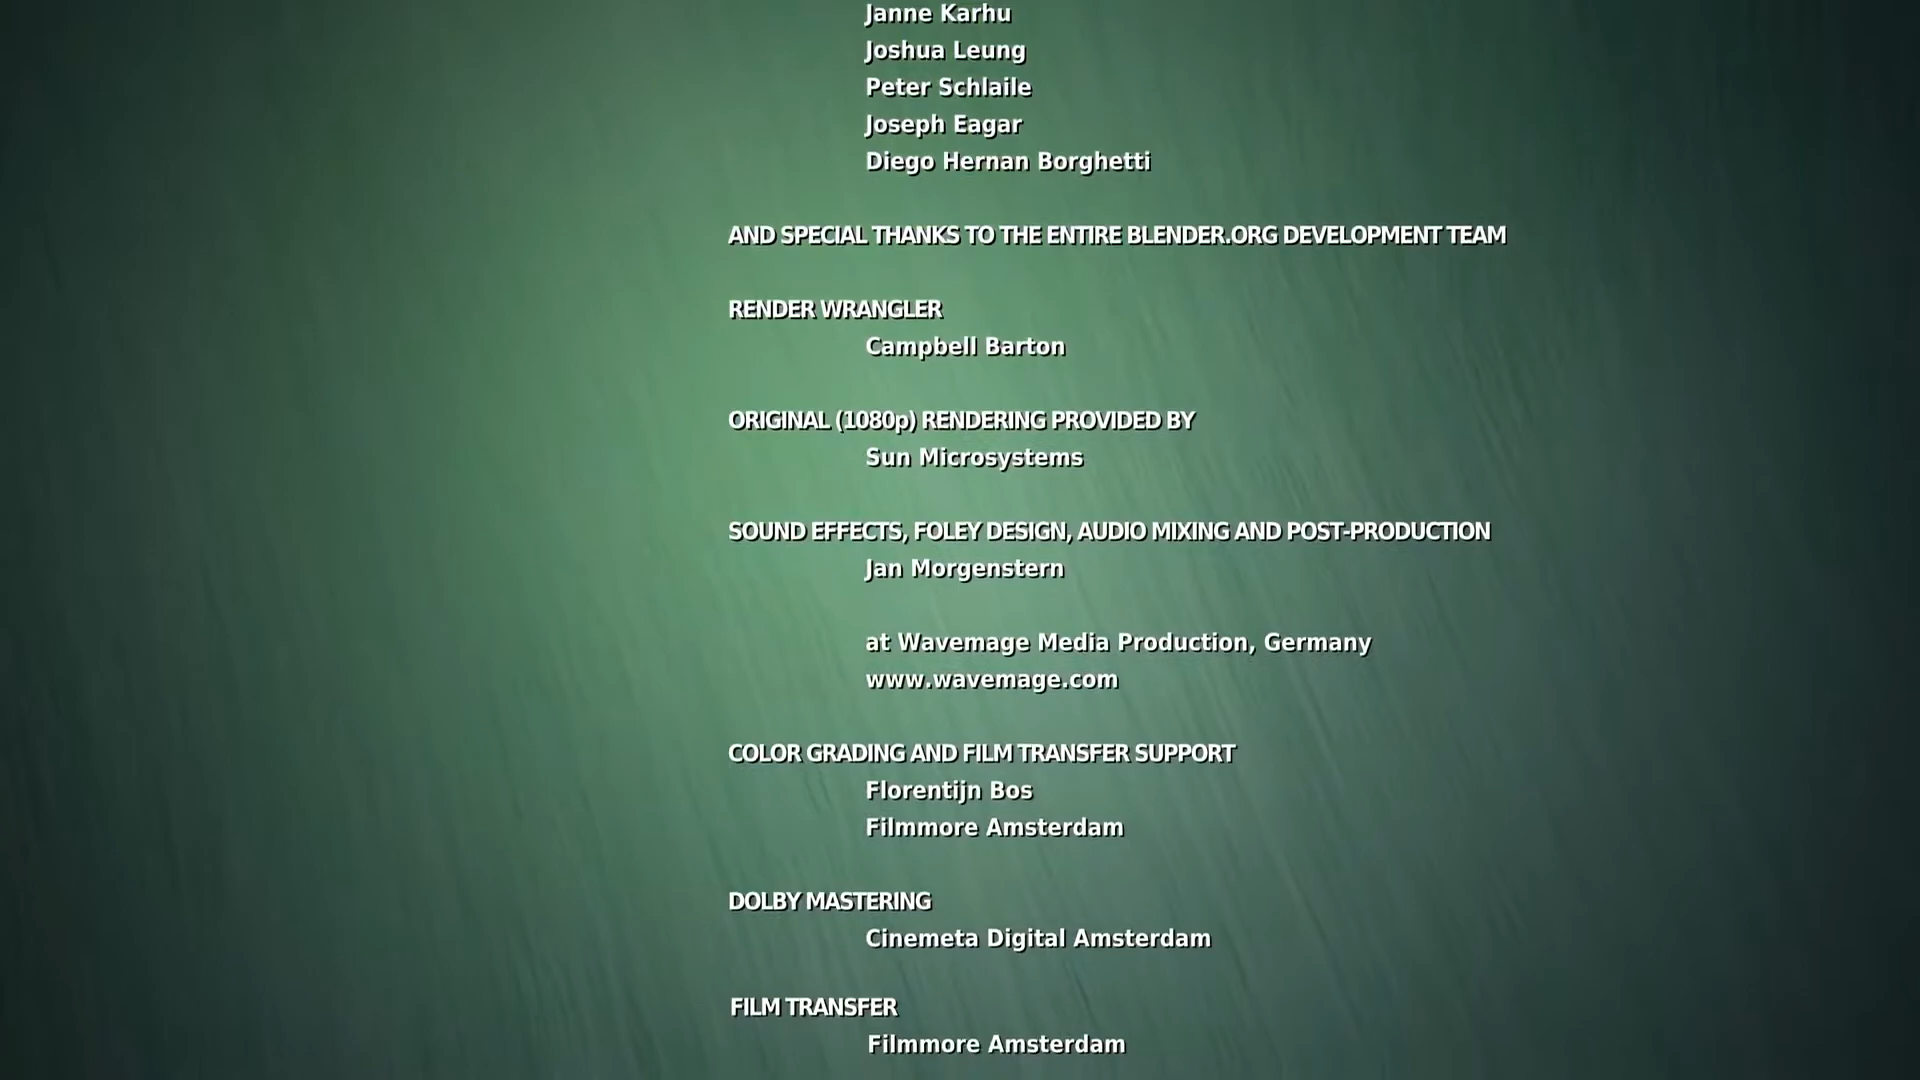 Janne Karhu
Joshua Leung
Peter Schlaile
Joseph Eagar
Diego Hernan Borghetti
AND SPECIAL THANKS TO THE ENTIRE BLENDER.ORG DEVELOPMENT TEAM
RENDER WRANGLER
Campbell Barton
ORIGINAL (1080p) RENDERING PROVIDED BY
Sun Microsystems
SOUND EFFECTS, FOLEY DESIGN, AUDIO MIXING AND POST-PRODUCTION
Jan Morgenstern
at Wavemage Media Production, Germany
www.wavemage.com
COLOR GRADING AND FILM TRANSFER SUPPORT
Florentijn Bos
Filmmore Amsterdam
DOLBY MASTERING
Cinemeta Digital Amsterdam
FILM TRANSFER
Filmmore Amsterdam